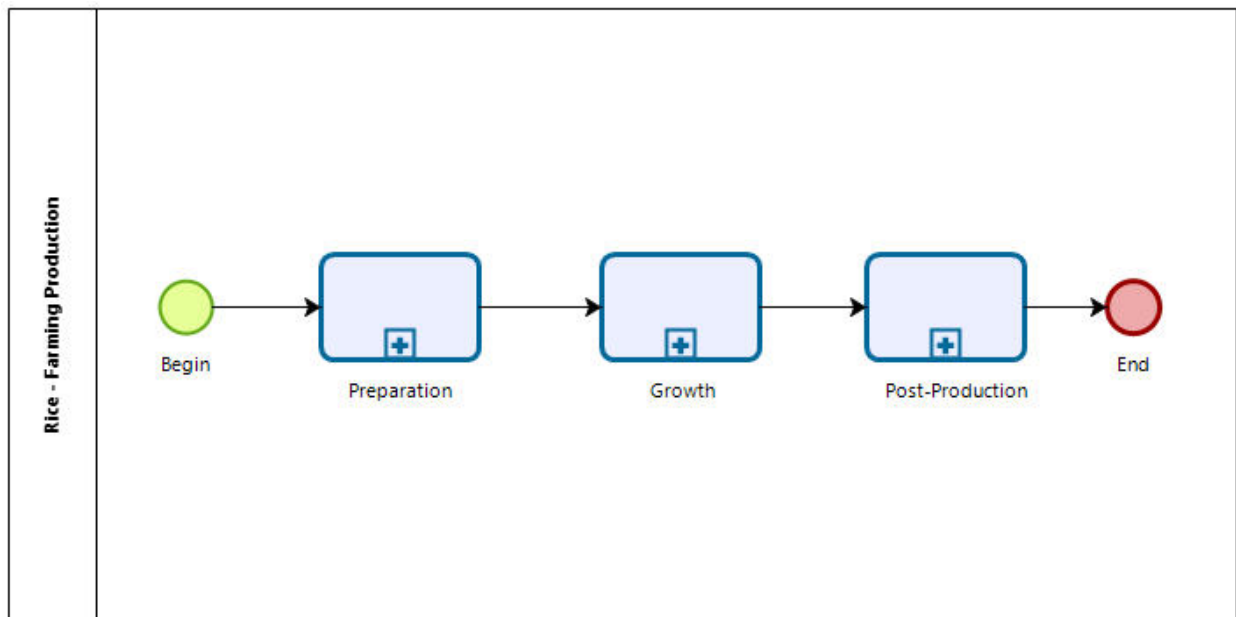 Rice - Farming Production
Begin
Preparation
Growth
Post-Production
End